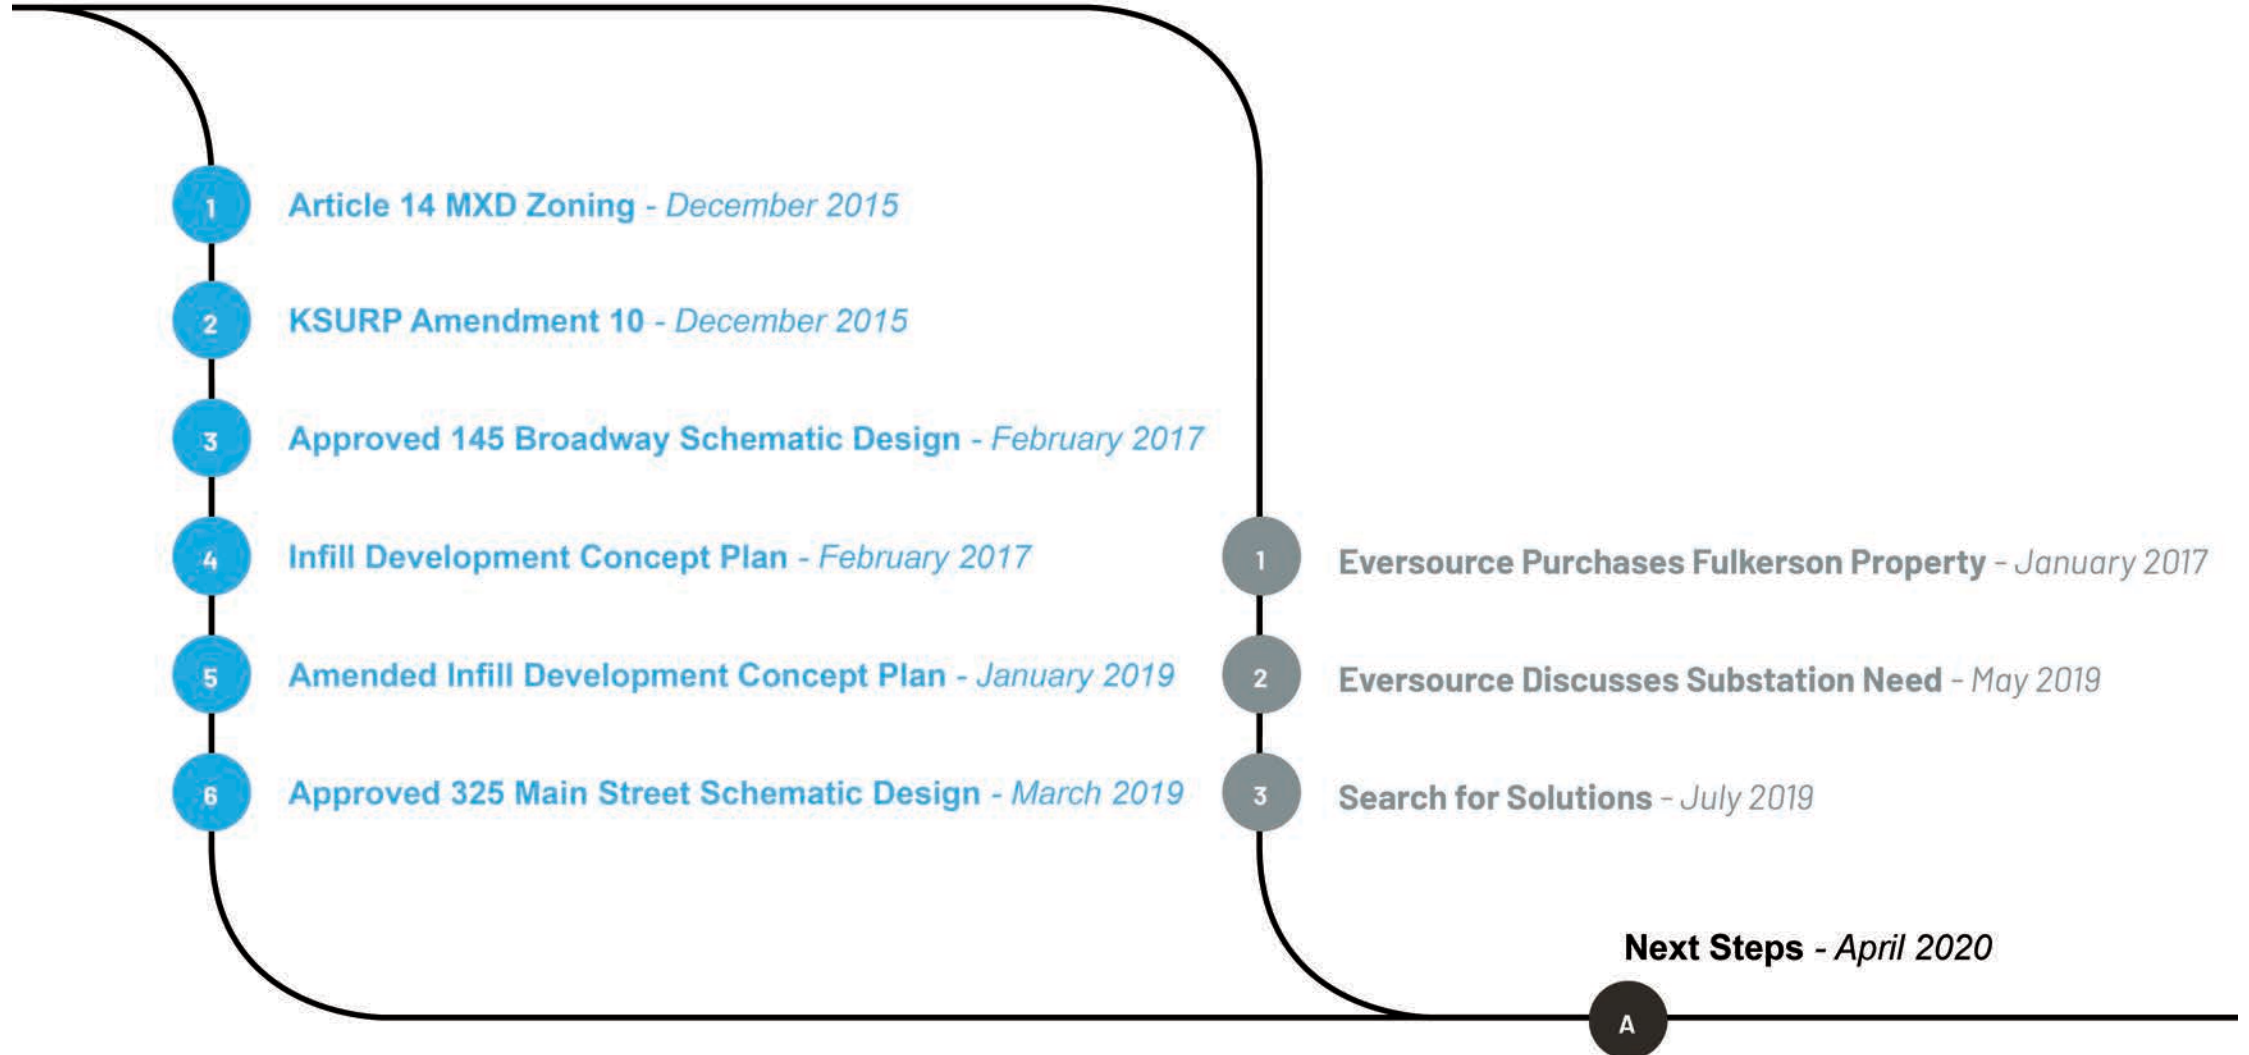 1 Article 14 MXD Zoning - December 2015
2 KSURP Amendment 10 - December 2015
3 Approved 145 Broadway Schematic Design - February 2017
4 Infill Development Concept Plan - February 2017
5 Amended Infill Development Concept Plan - January 2019
6 Approved 325 Main Street Schematic Design - March 2019
1 Eversource Purchases Fulkerson Property - January 2017
2 Eversource Discusses Substation Need - May 2019
3 Search for Solutions - July 2019
Next Steps - April 2020
A